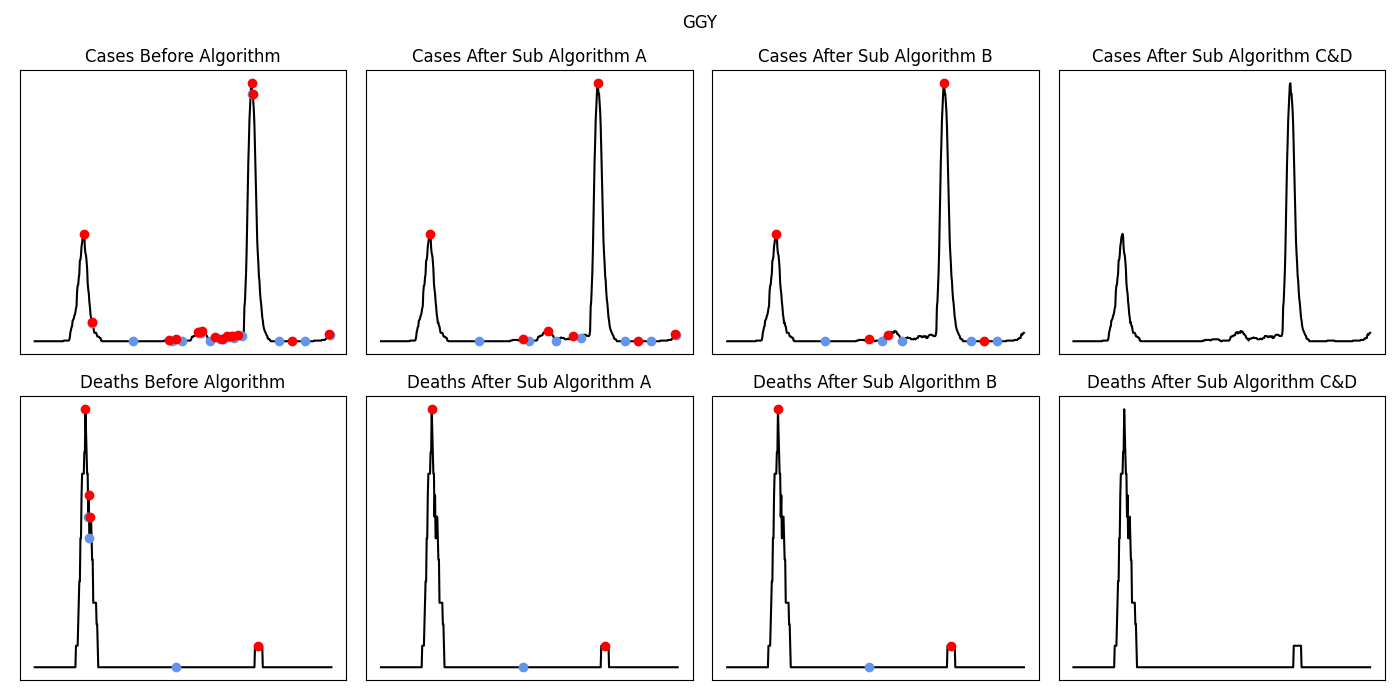 GGY
Cases Before Algorithm
Cases After Sub Algorithm A
Cases After Sub Algorithm B
Cases After Sub Algorithm C&D
Deaths Before Algorithm
Deaths After Sub Algorithm A
Deaths After Sub Algorithm B
Deaths After Sub Algorithm C&D